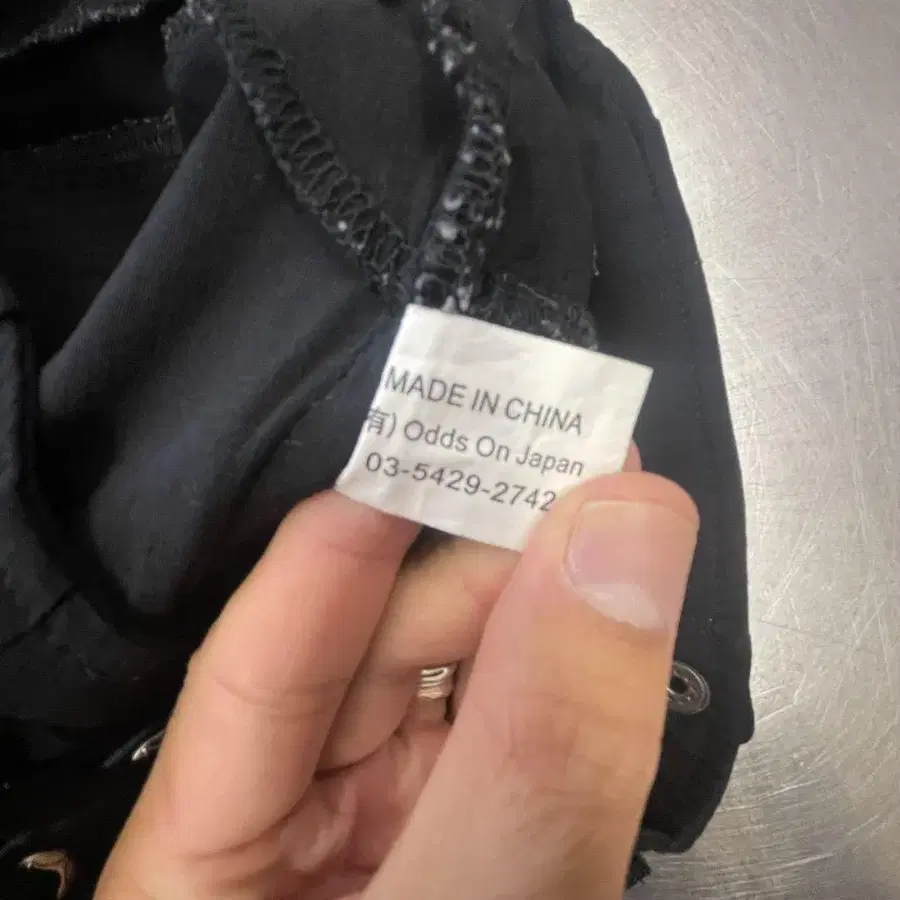 MADE IN CHINA
有) Odds On Japan
03-5429-2742